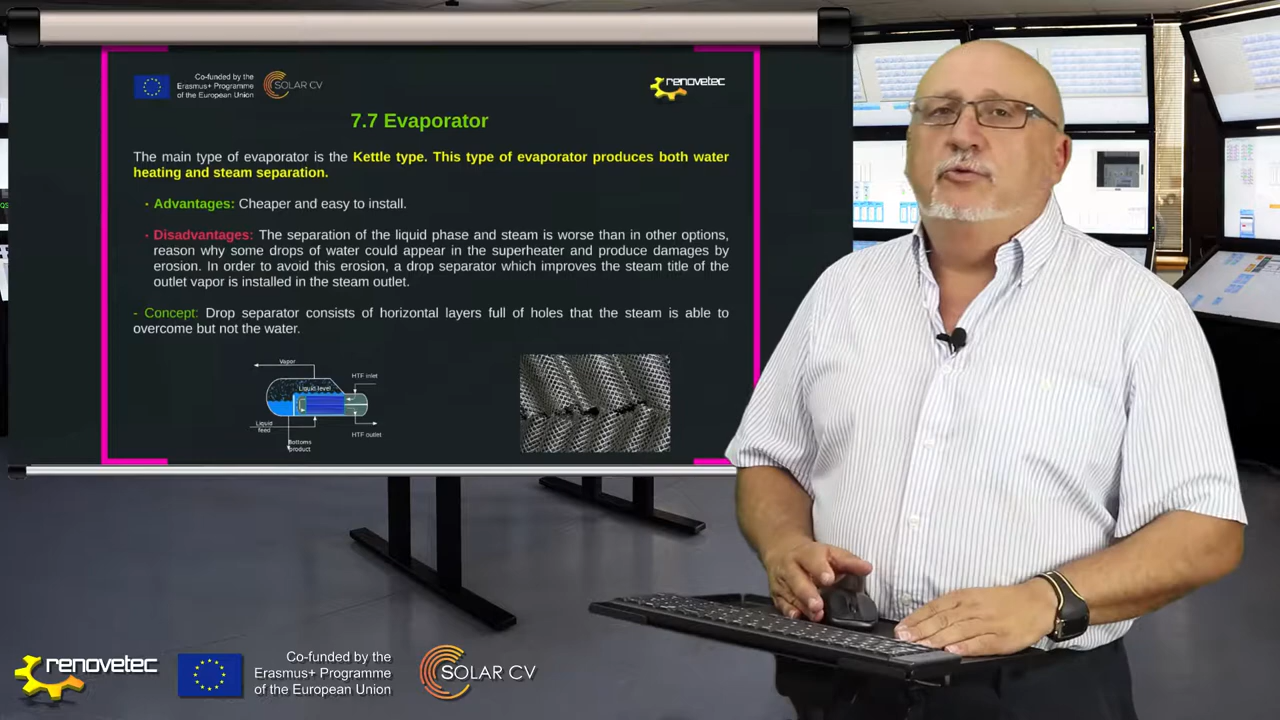 Co-funded by the
Erasmus+ Programme
of the European Union
SOLAR CV
renovetec
7.7 Evaporator
The main type of evaporator is the Kettle type. This type of evaporator produces both water
heating and steam separation.
- Advantages: Cheaper and easy to install.
- Disadvantages: The separation of the liquid phase and steam is worse than in other options,
reason why some drops of water could appear in the superheater and produce damages by
erosion. In order to avoid this erosion, a drop separator which improves the steam title of the
outlet vapor is installed in the steam outlet.
- Concept: Drop separator consists of horizontal layers full of holes that the steam is able to
overcome but not the water.
Vapor
HTF inlet
Liquid level
Liquid
feed
HTF outlet
Bottoms
product
renovetec
Co-funded by the
Erasmus+ Programme
of the European Union
SOLAR CV